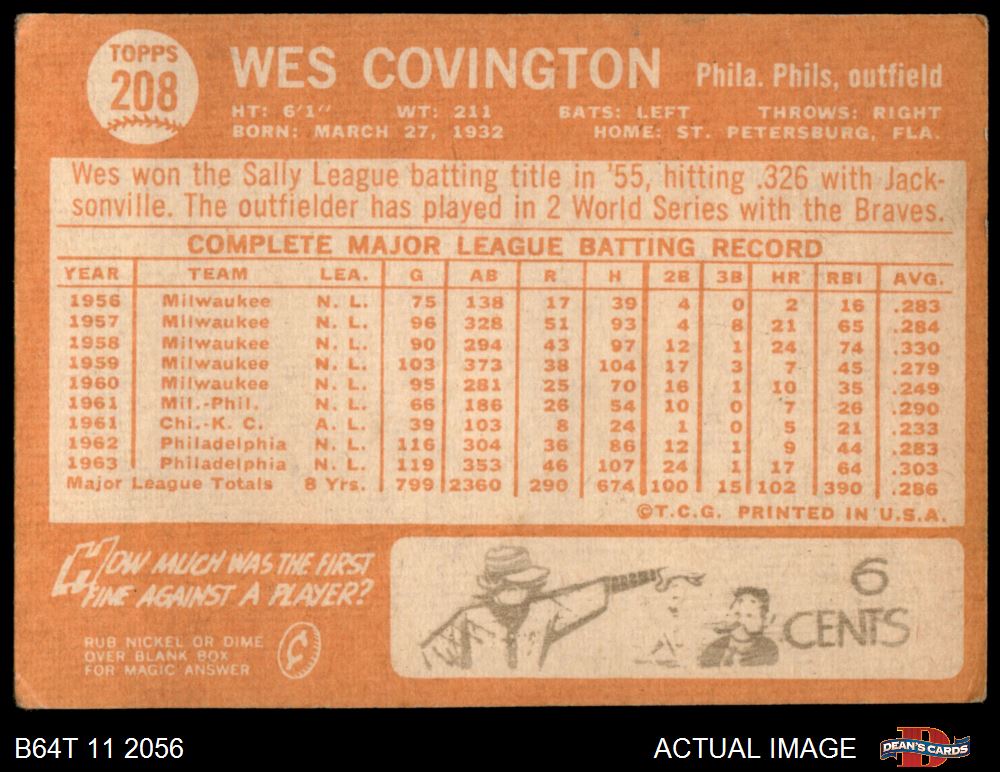 TOPPS
208
WES COVINGTON Phila. Phils, outfield
HT: 6'1" WT: 211 BATS: LEFT THROWS: RIGHT
BORN: MARCH 27, 1932 HOME: ST. PETERSBURG, FLA.
Wes won the Sally League batting title in '55, hitting .326 with Jack-
sonville. The outfielder has played in 2 World Series with the Braves.
COMPLETE MAJOR LEAGUE BATTING RECORD
YEAR TEAM LEA. G AB R H 2B 3B HR RBI AVG.
1956 Milwaukee N. L. 75 138 17 39 4 0 2 16 .283
1957 Milwaukee N. L. 96 328 51 93 4 8 21 65 .284
1958 Milwaukee N. L. 90 294 43 97 12 1 24 74 .330
1959 Milwaukee N. L. 103 373 38 104 17 3 7 45 .279
1960 Milwaukee N. L. 95 281 25 70 16 1 10 35 .249
1961 Mil.-Phil. N. L. 66 186 26 54 10 0 7 26 .290
1961 Chi.-K. C. A. L. 39 103 8 24 1 0 5 21 .233
1962 Philadelphia N. L. 116 304 36 86 12 1 9 44 .283
1963 Philadelphia N. L. 119 353 46 107 24 1 17 64 .303
Major League Totals 8 Yrs. 799 2360 290 674 100 15 102 390 .286
©T.C.G. PRINTED IN U.S.A.
HOW MUCH WAS THE FIRST
FINE AGAINST A PLAYER?
RUB NICKEL OR DIME
OVER BLANK BOX
FOR MAGIC ANSWER
6
CENTS
B64T 11 2056 ACTUAL IMAGE D DEAN'S CARDS